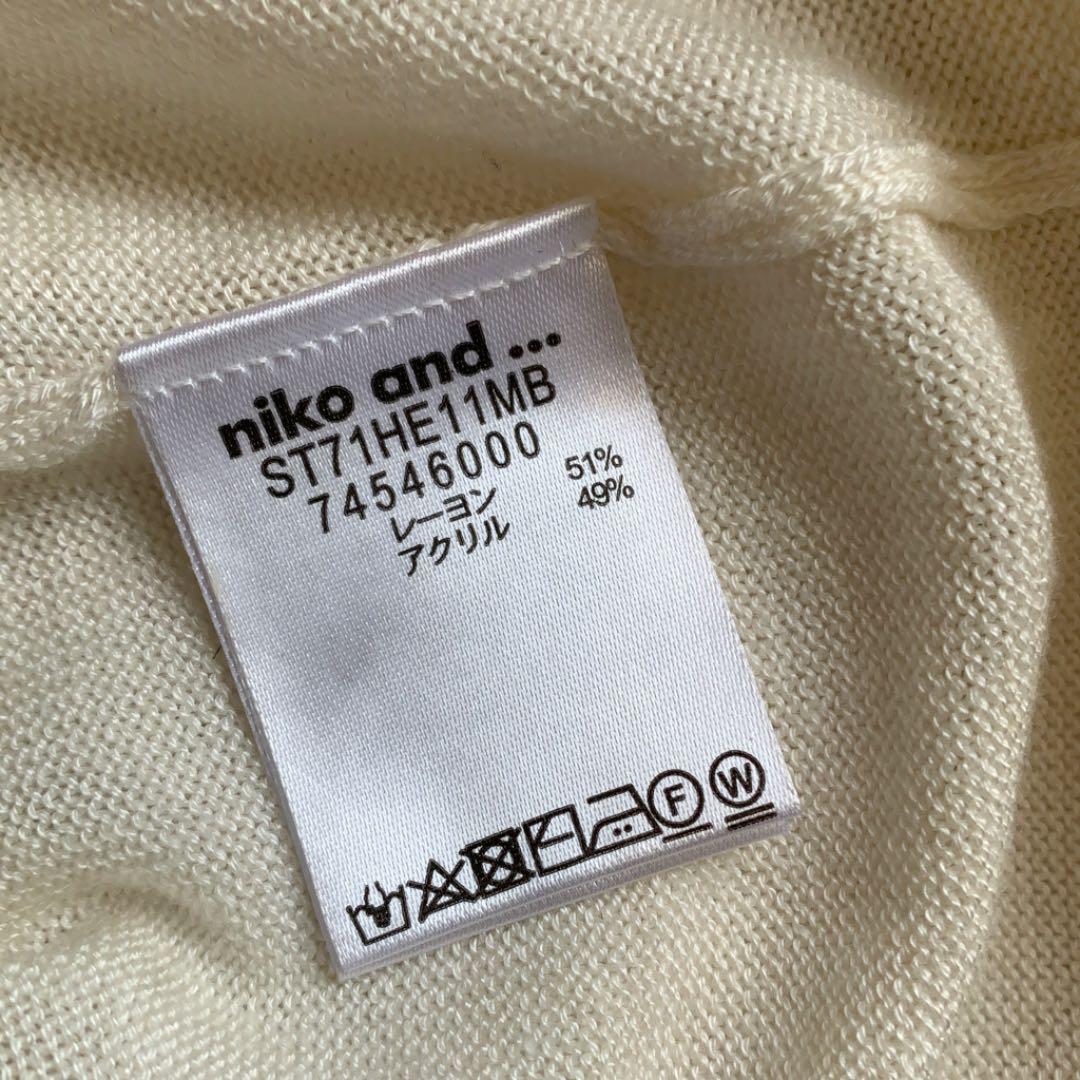 niko and ...
ST71HE11MB
74546000
レーヨン 51%
アクリル 49%
F W